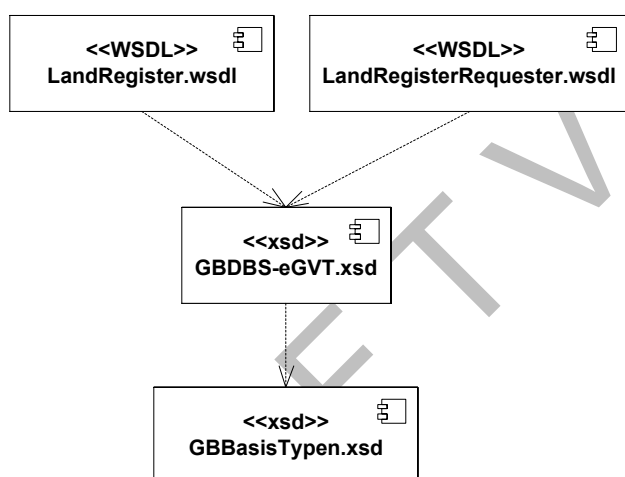 <<WSDL>>
LandRegister.wsdl
<<WSDL>>
LandRegisterRequester.wsdl
<<xsd>>
GBDBS-eGVT.xsd
<<xsd>>
GBBasisTypen.xsd
E T V